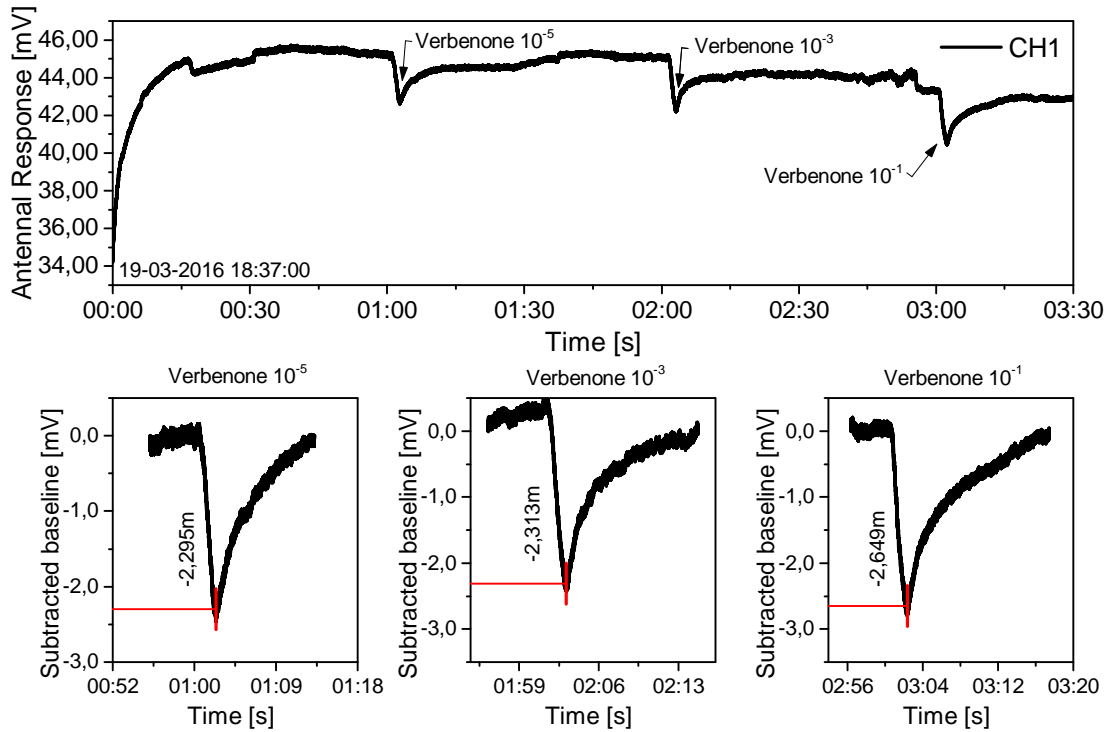 Antennal Response [mV]
46,00
44,00
42,00
40,00
38,00
36,00
34,00
Verbenone 10⁻⁵
Verbenone 10⁻³
CH1
Verbenone 10⁻¹
19-03-2016 18:37:00
00:00 00:30 01:00 01:30 02:00 02:30 03:00 03:30
Time [s]
Verbenone 10⁻⁵
Subtracted baseline [mV]
0,0
-1,0
-2,0
-3,0
-2,295m
00:52 01:00 01:09 01:18
Time [s]
Verbenone 10⁻³
Subtracted baseline [mV]
0,0
-1,0
-2,0
-3,0
-2,313m
01:59 02:06 02:13
Time [s]
Verbenone 10⁻¹
Subtracted baseline [mV]
0,0
-1,0
-2,0
-3,0
-2,649m
02:56 03:04 03:12 03:20
Time [s]